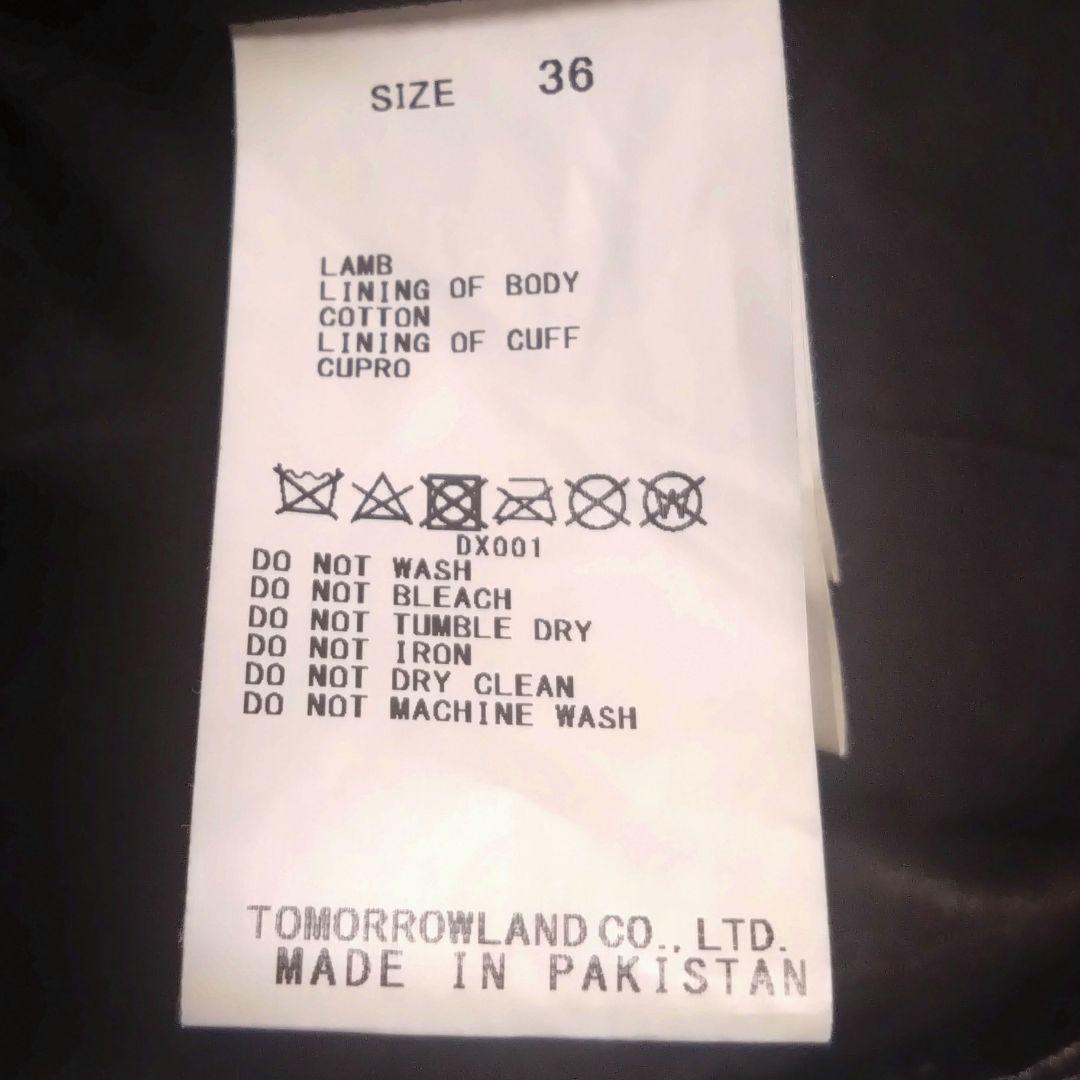 SIZE 36
LAMB
LINING OF BODY
COTTON
LINING OF CUFF
CUPRO
W
DX001
DO NOT WASH
DO NOT BLEACH
DO NOT TUMBLE DRY
DO NOT IRON
DO NOT DRY CLEAN
DO NOT MACHINE WASH
TOMORROWLAND CO., LTD.
MADE IN PAKISTAN